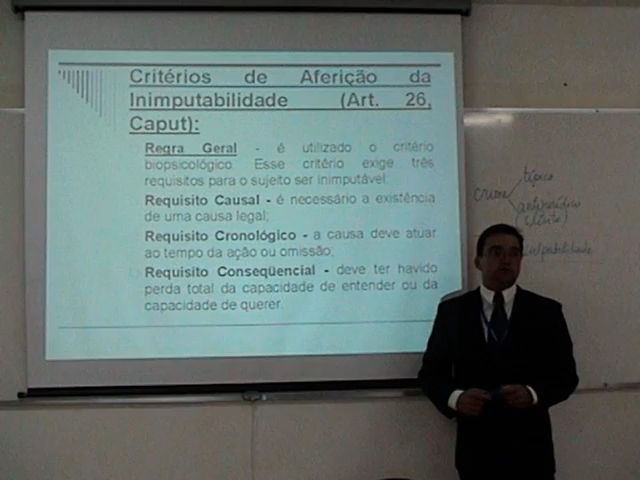 Critérios de Aferição da
Inimputabilidade (Art. 26,
Caput):
Regra Geral - é utilizado o critério
biopsicológico. Esse critério exige três
requisitos para o sujeito ser inimputável:
Requisito Causal - é necessário a existência
de uma causa legal;
Requisito Cronológico - a causa deve atuar
ao tempo da ação ou omissão;
Requisito Conseqüencial - deve ter havido
perda total da capacidade de entender ou da
capacidade de querer.
típico
crime
antijurídico
(ilícito)